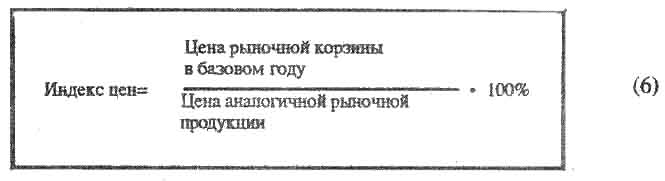 Цена рыночной корзины
в базовом году
Индекс цен= • 100% (6)
Цена аналогичной рыночной
продукции